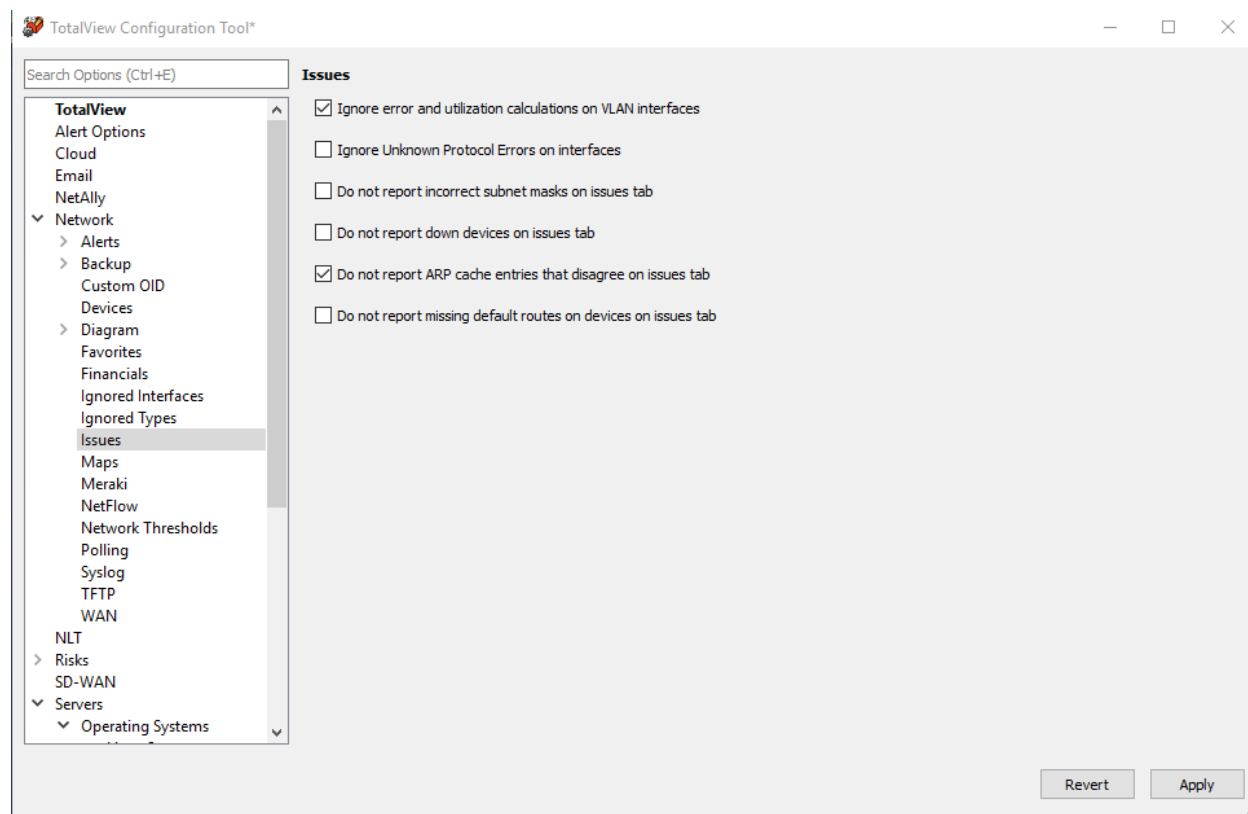 TotalView Configuration Tool*
Search Options (Ctrl+E)
TotalView
Alert Options
Cloud
Email
NetAlly
Network
Alerts
Backup
Custom OID
Devices
Diagram
Favorites
Financials
Ignored Interfaces
Ignored Types
Issues
Maps
Meraki
NetFlow
Network Thresholds
Polling
Syslog
TFTP
WAN
NLT
Risks
SD-WAN
Servers
Operating Systems
Issues
Ignore error and utilization calculations on VLAN interfaces
Ignore Unknown Protocol Errors on interfaces
Do not report incorrect subnet masks on issues tab
Do not report down devices on issues tab
Do not report ARP cache entries that disagree on issues tab
Do not report missing default routes on devices on issues tab
Revert
Apply